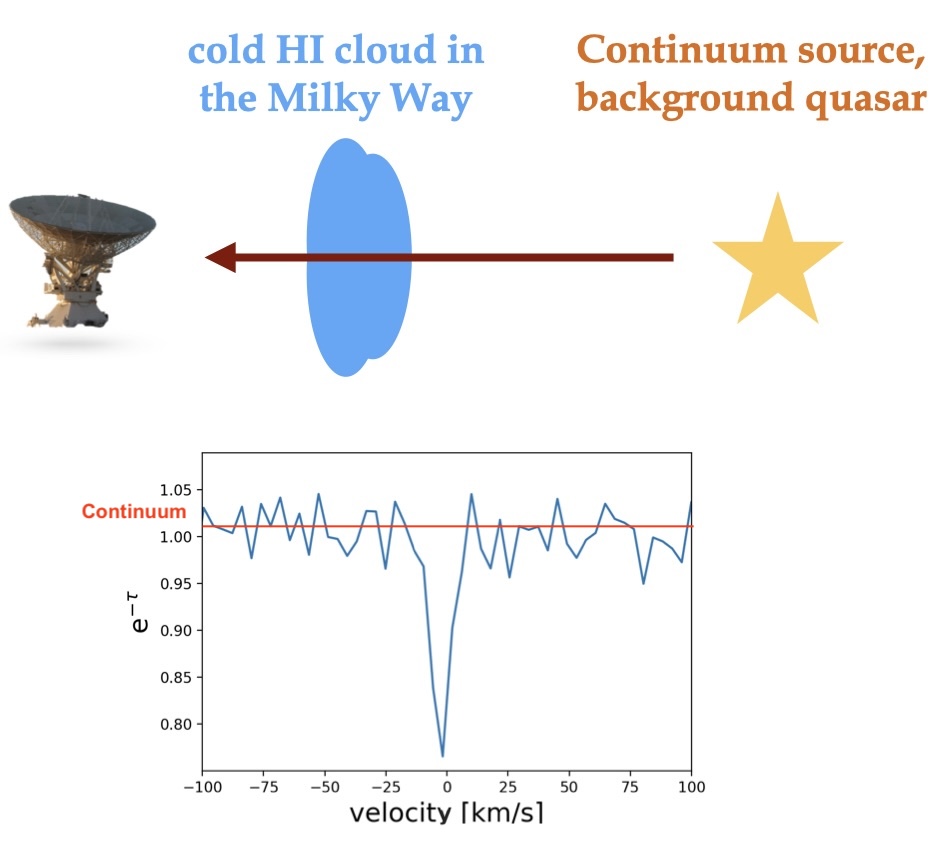 cold HI cloud in
the Milky Way
Continuum source,
background quasar
Continuum
1.05
1.00
0.95
0.90
0.85
0.80
e^−τ
−100 −75 −50 −25 0 25 50 75 100
velocity [km/s]